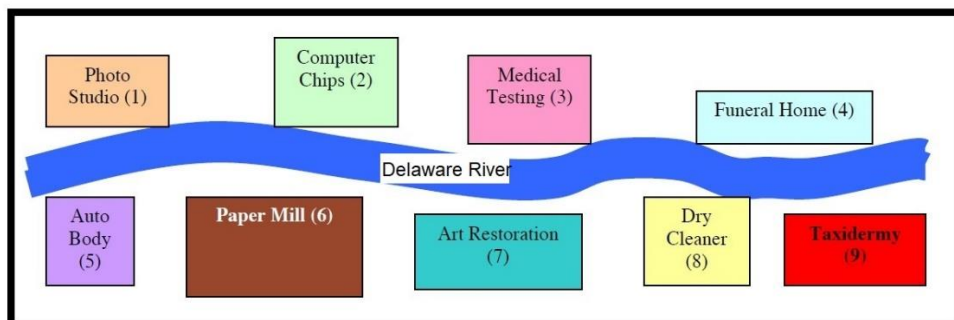 Photo
Studio (1)
Computer
Chips (2)
Medical
Testing (3)
Funeral Home (4)
Delaware River
Auto
Body
(5)
Paper Mill (6)
Art Restoration
(7)
Dry
Cleaner
(8)
Taxidermy
(9)